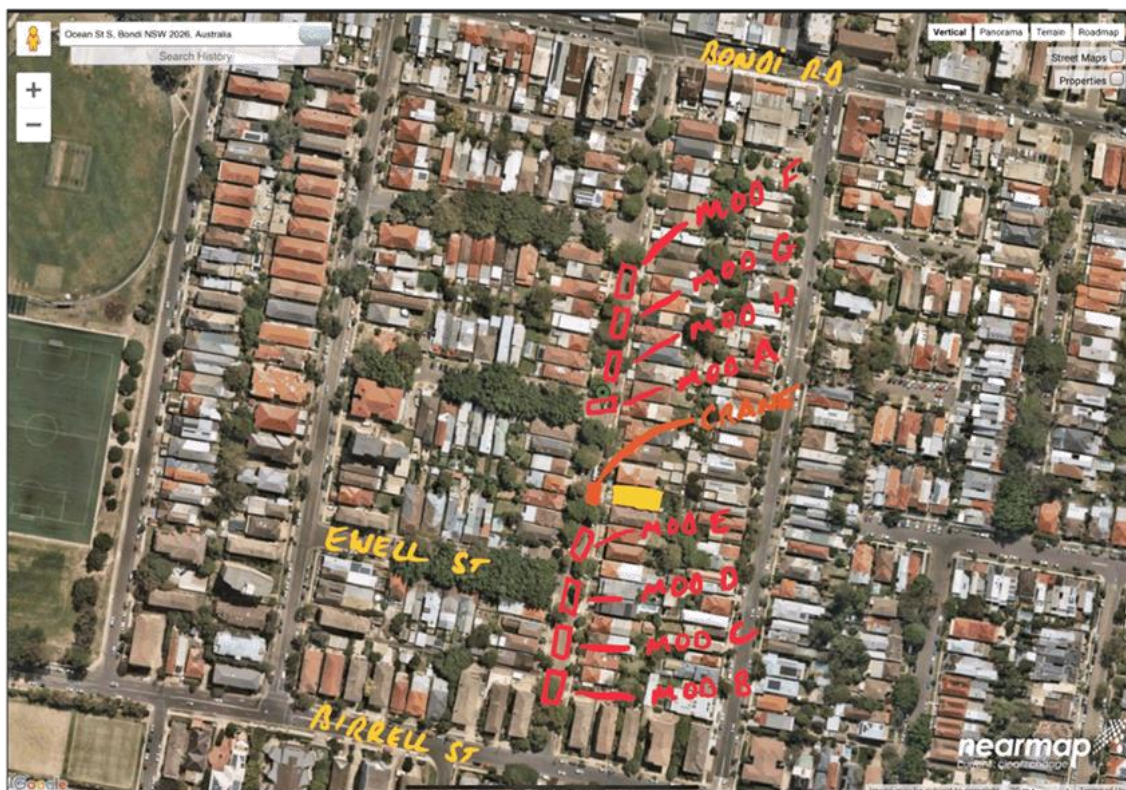 Ocean St S, Bondi NSW 2026, Australia
Search History
Vertical Panorama Terrain Roadmap
Street Maps
Properties
+
−
BONDI RD
MOD F
MOD G
MOD H
MOD A
CRANE
MOD E
EWELL ST
MOD D
MOD C
MOD B
BIRRELL ST
nearmap
Google